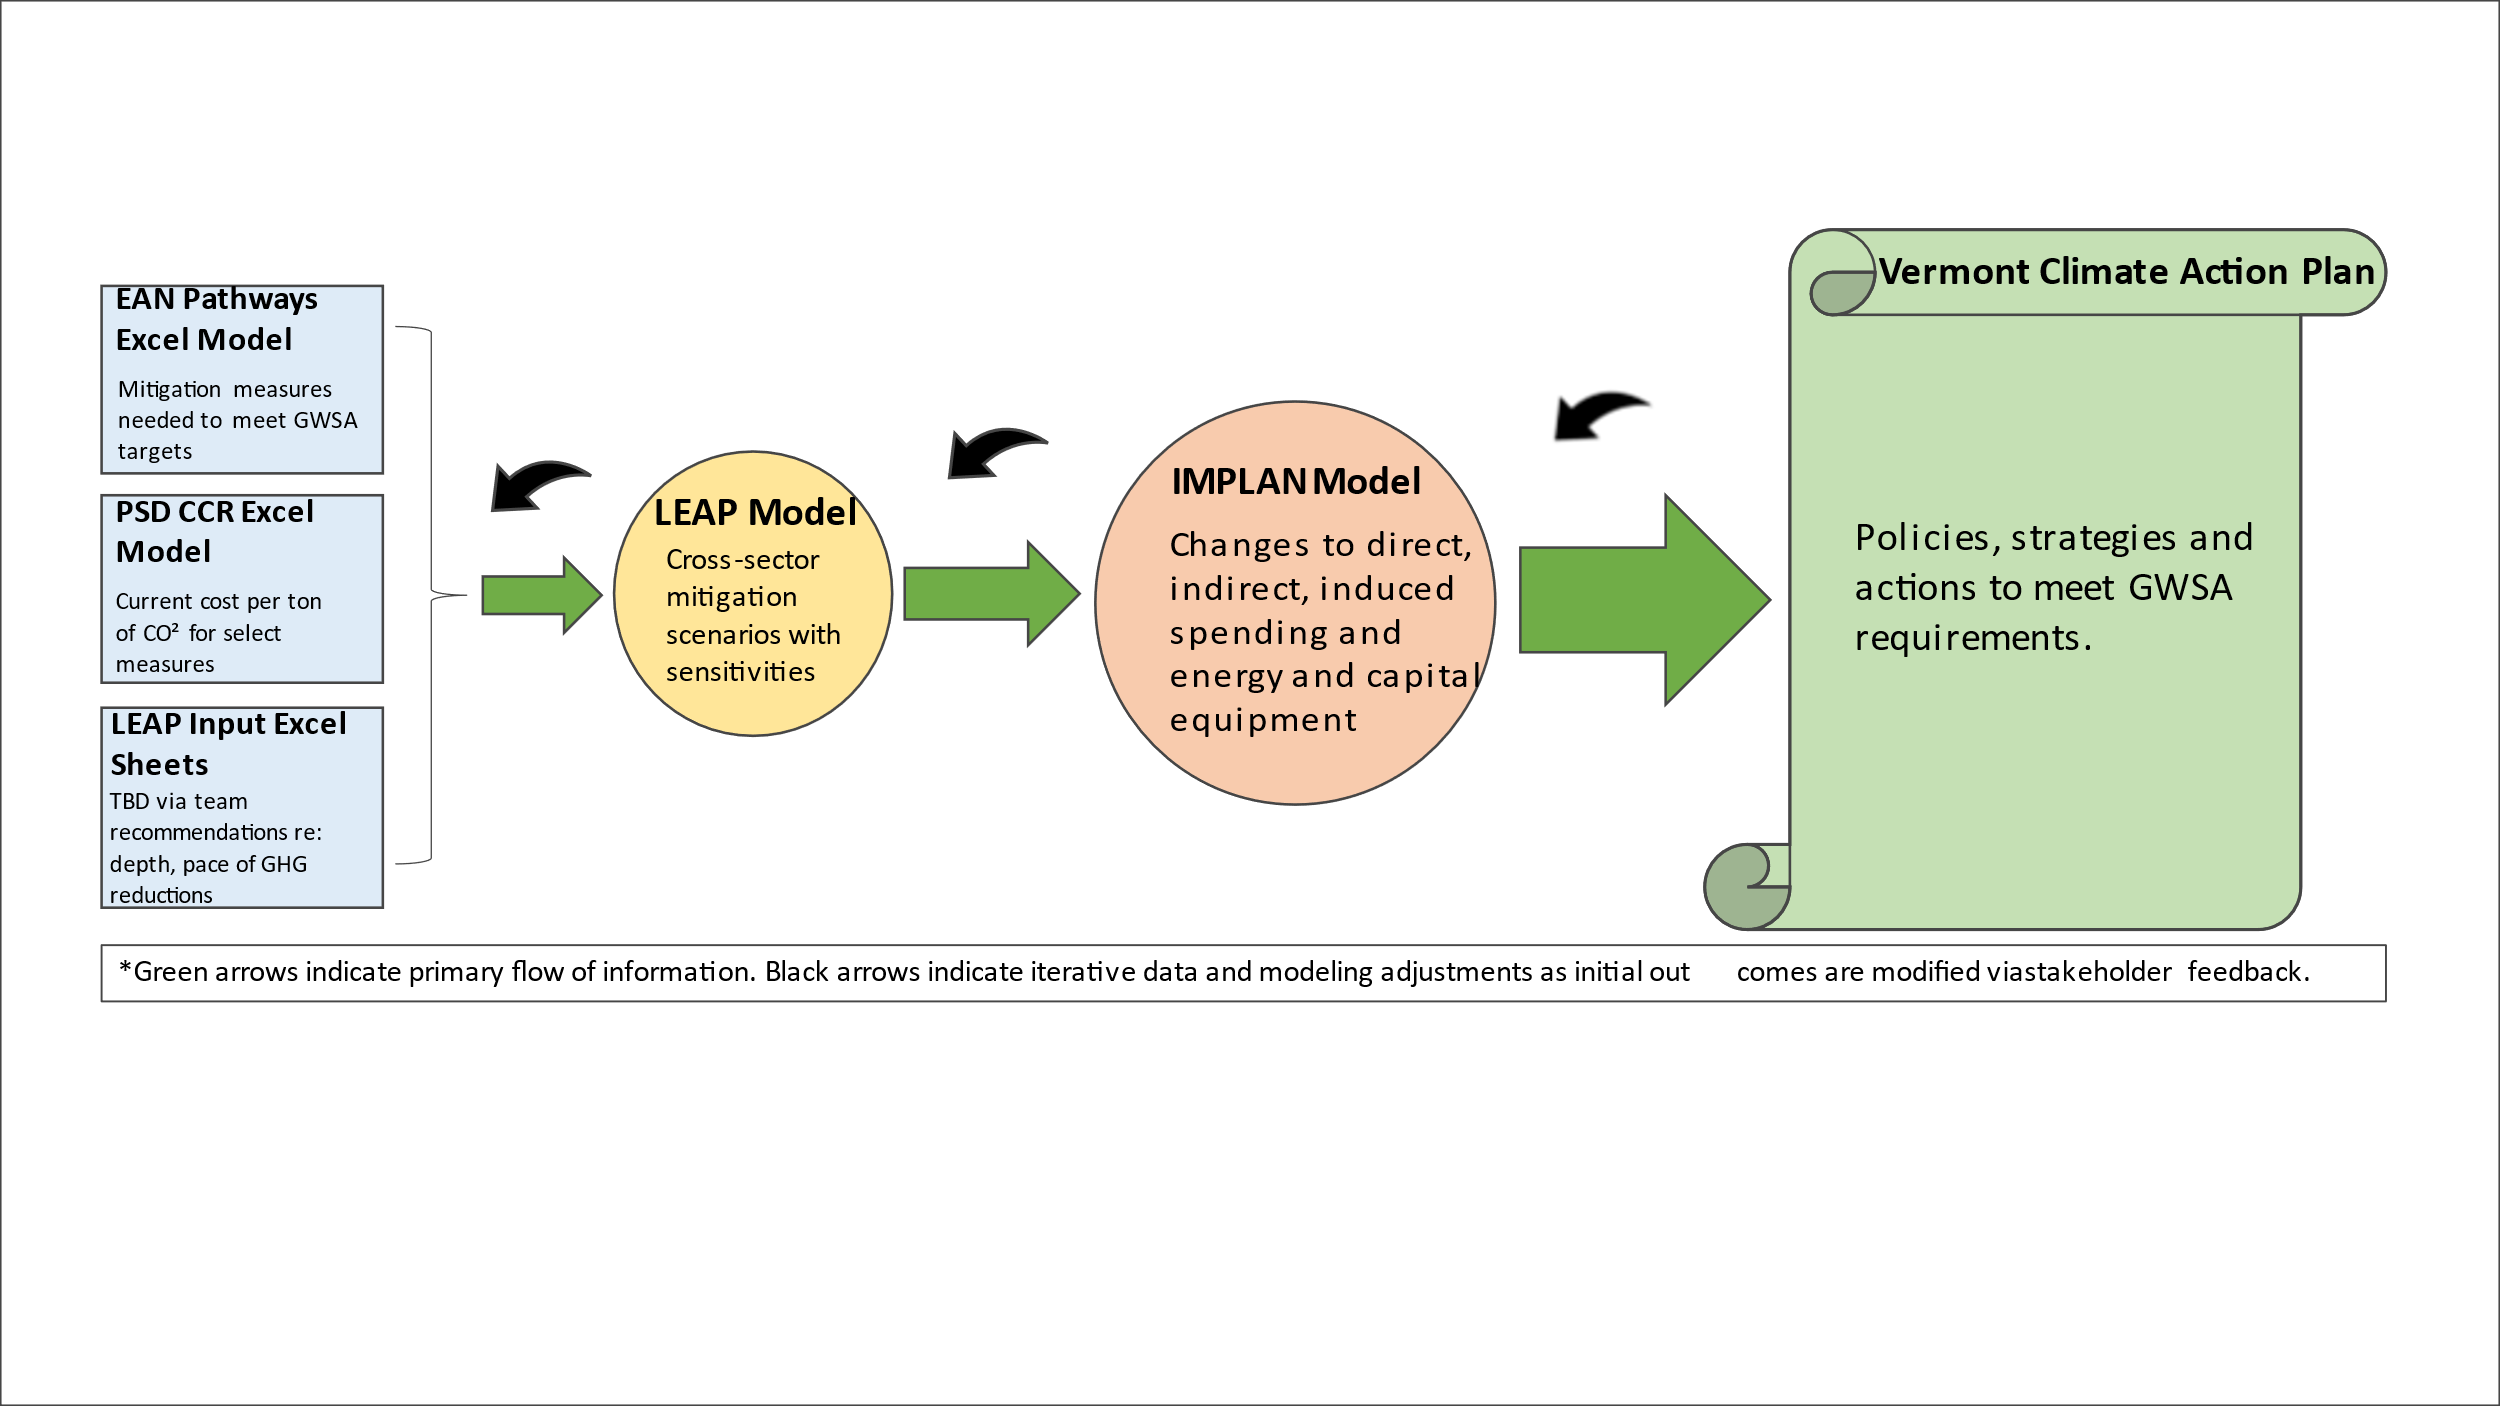 EAN Pathways
Excel Model
Mitigation measures
needed to meet GWSA
targets
PSD CCR Excel
Model
Current cost per ton
of CO² for select
measures
LEAP Input Excel
Sheets
TBD via team
recommendations re:
depth, pace of GHG
reductions
LEAP Model
Cross-sector
mitigation
scenarios with
sensitivities
IMPLAN Model
Changes to direct,
indirect, induced
spending and
energy and capital
equipment
Vermont Climate Action Plan
Policies, strategies and
actions to meet GWSA
requirements.
*Green arrows indicate primary flow of information. Black arrows indicate iterative data and modeling adjustments as initial out comes are modified viastakeholder feedback.